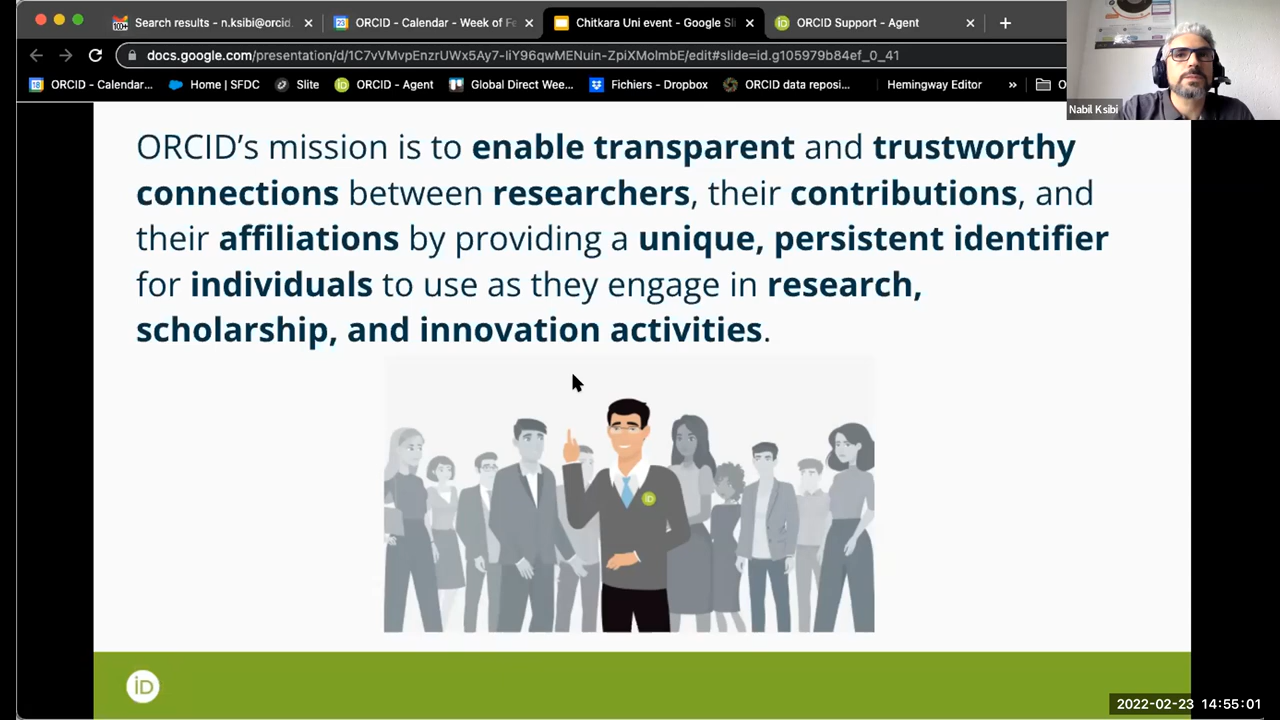 Search results - n.ksibi@orcid.
ORCID - Calendar - Week of Fe
Chitkara Uni event - Google Sli
ORCID Support - Agent
docs.google.com/presentation/d/1C7vVMvpEnzrUWx5Ay7-liY96qwMENuin-ZpiXMolmbE/edit#slide=id.g105979b84ef_0_41
ORCID - Calendar...
Home | SFDC
Slite
ORCID - Agent
Global Direct Wee...
Fichiers - Dropbox
ORCID data reposi...
Hemingway Editor
»
Nabil Ksibi
ORCID’s mission is to enable transparent and trustworthy
connections between researchers, their contributions, and
their affiliations by providing a unique, persistent identifier
for individuals to use as they engage in research,
scholarship, and innovation activities.
iD
iD
2022-02-23 14:55:01